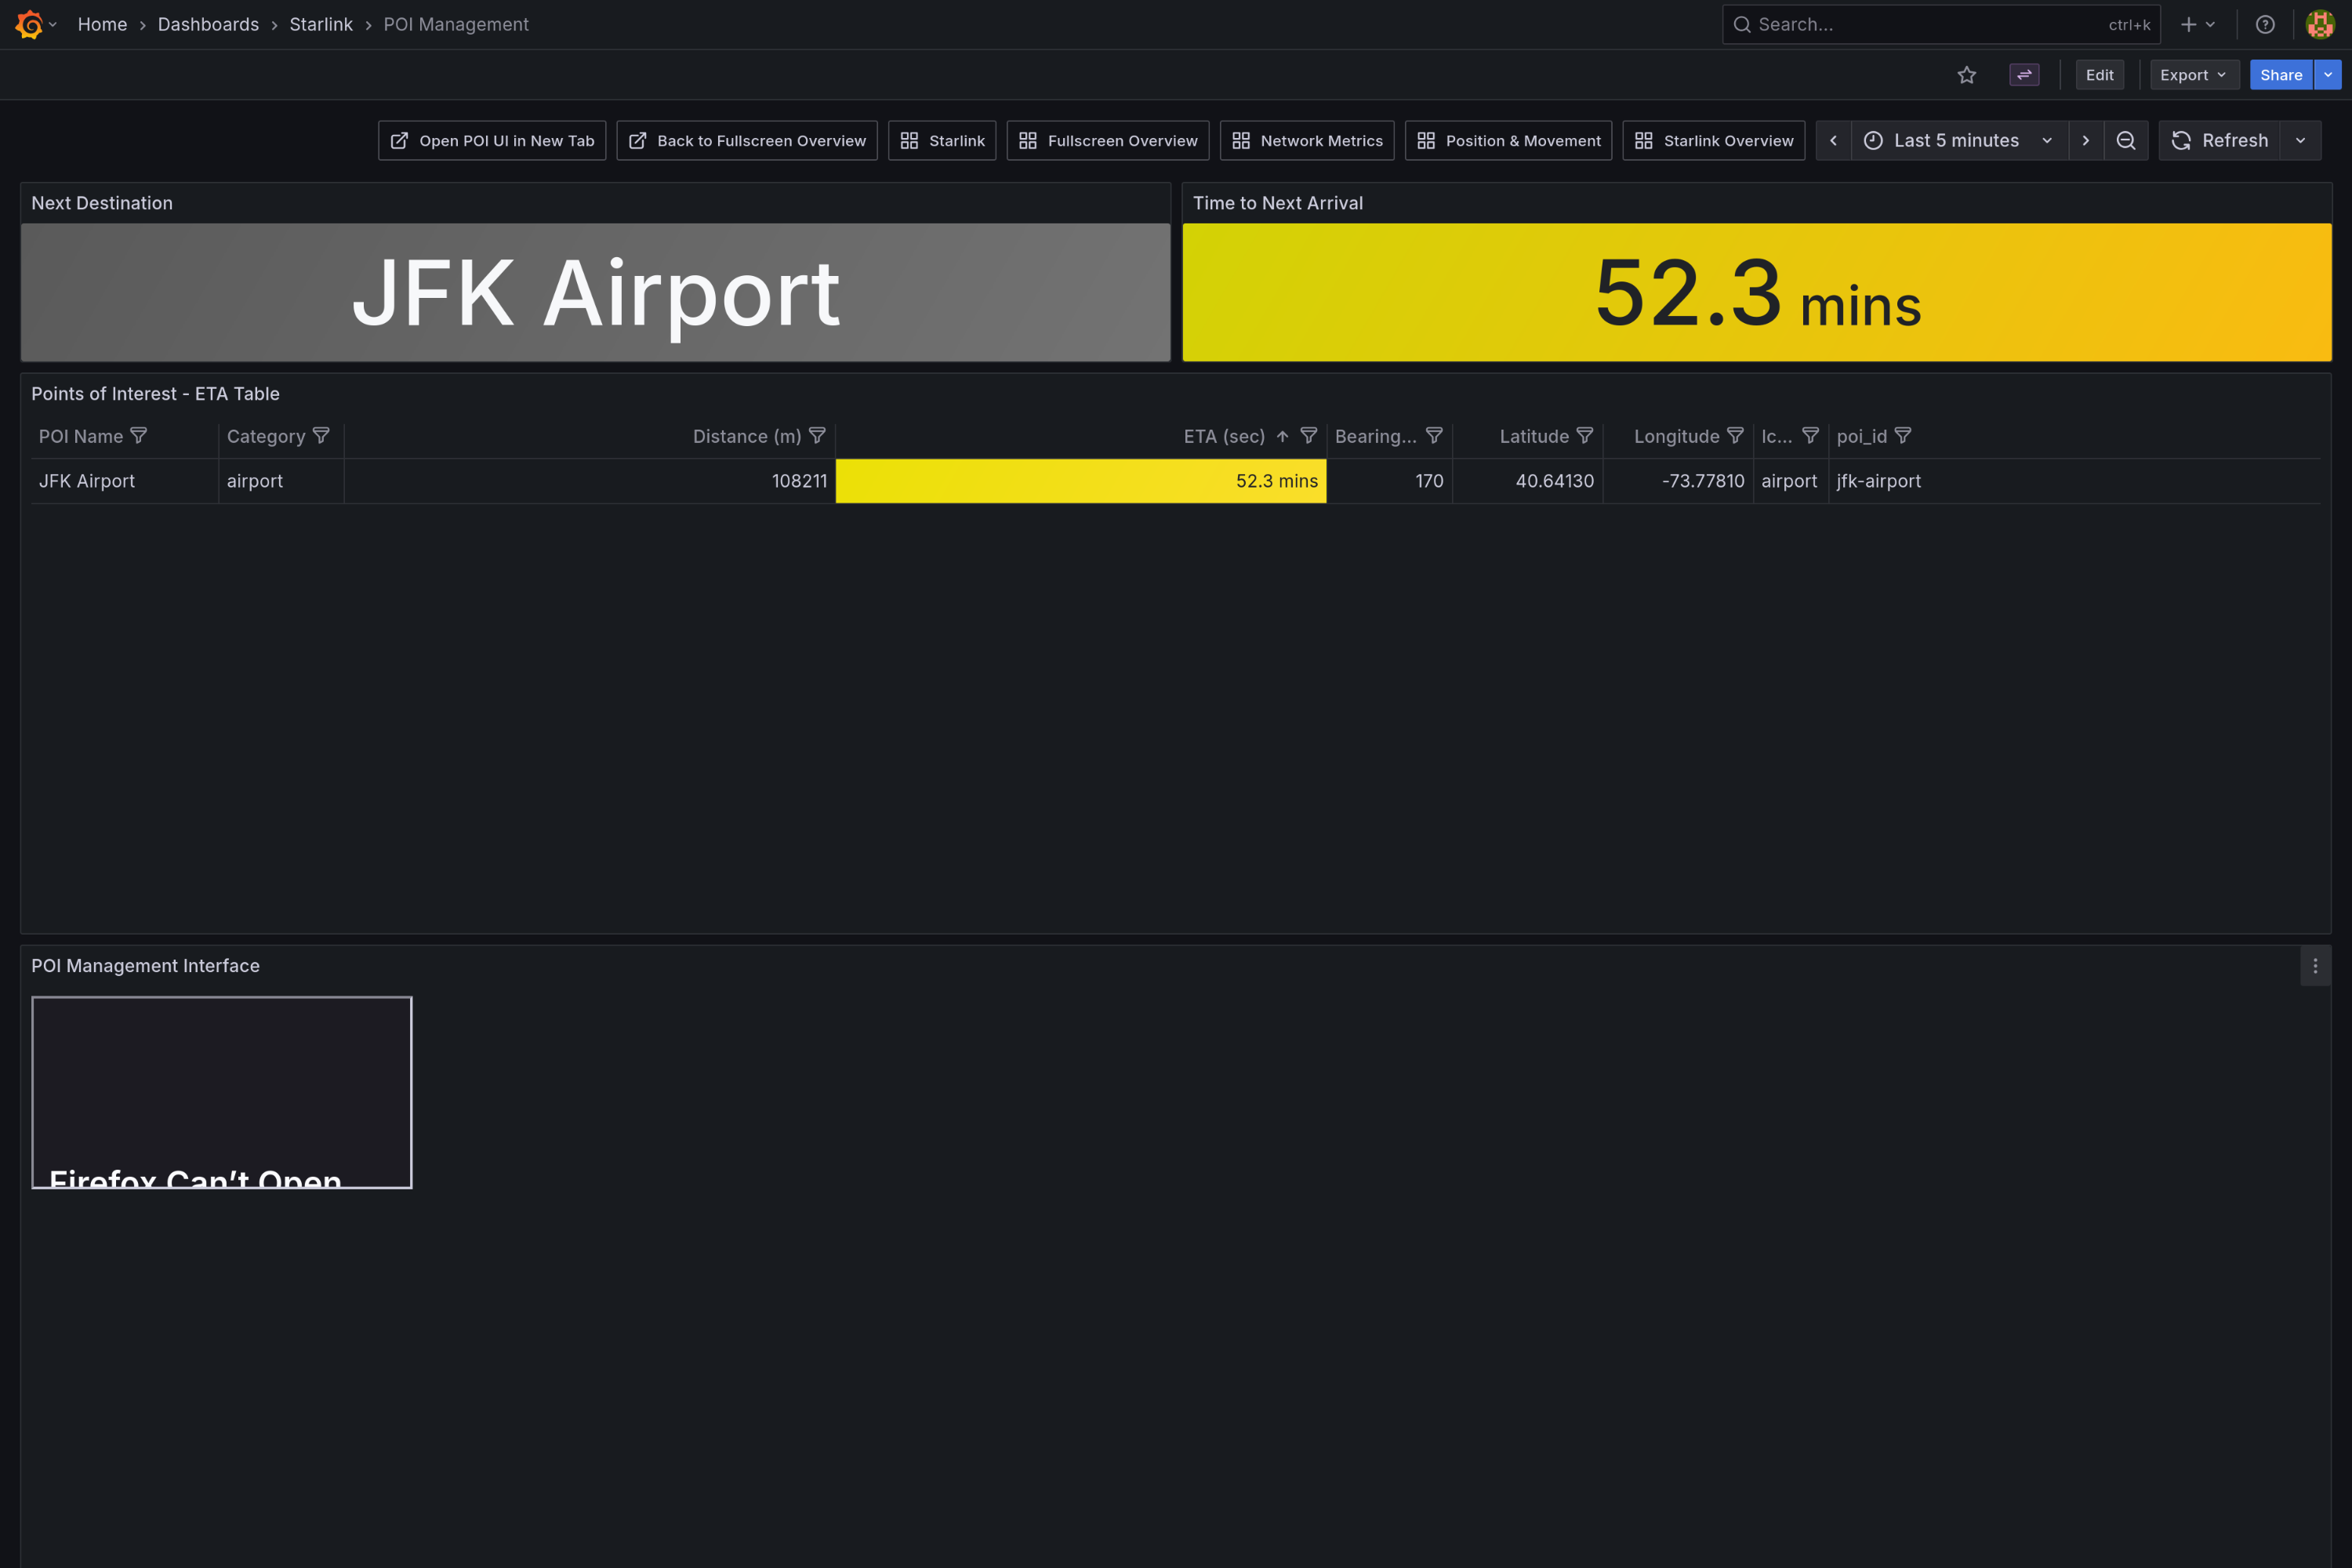 Home › Dashboards › Starlink › POI Management
Search... ctrl+k
Edit Export Share
Open POI UI in New Tab Back to Fullscreen Overview Starlink Fullscreen Overview Network Metrics Position & Movement Starlink Overview Last 5 minutes Refresh
Next Destination
JFK Airport
Time to Next Arrival
52.3 mins
Points of Interest - ETA Table
POI Name Category Distance (m) ETA (sec) Bearing... Latitude Longitude Ic... poi_id
JFK Airport airport 108211 52.3 mins 170 40.64130 -73.77810 airport jfk-airport
POI Management Interface
Firefox Can’t Open